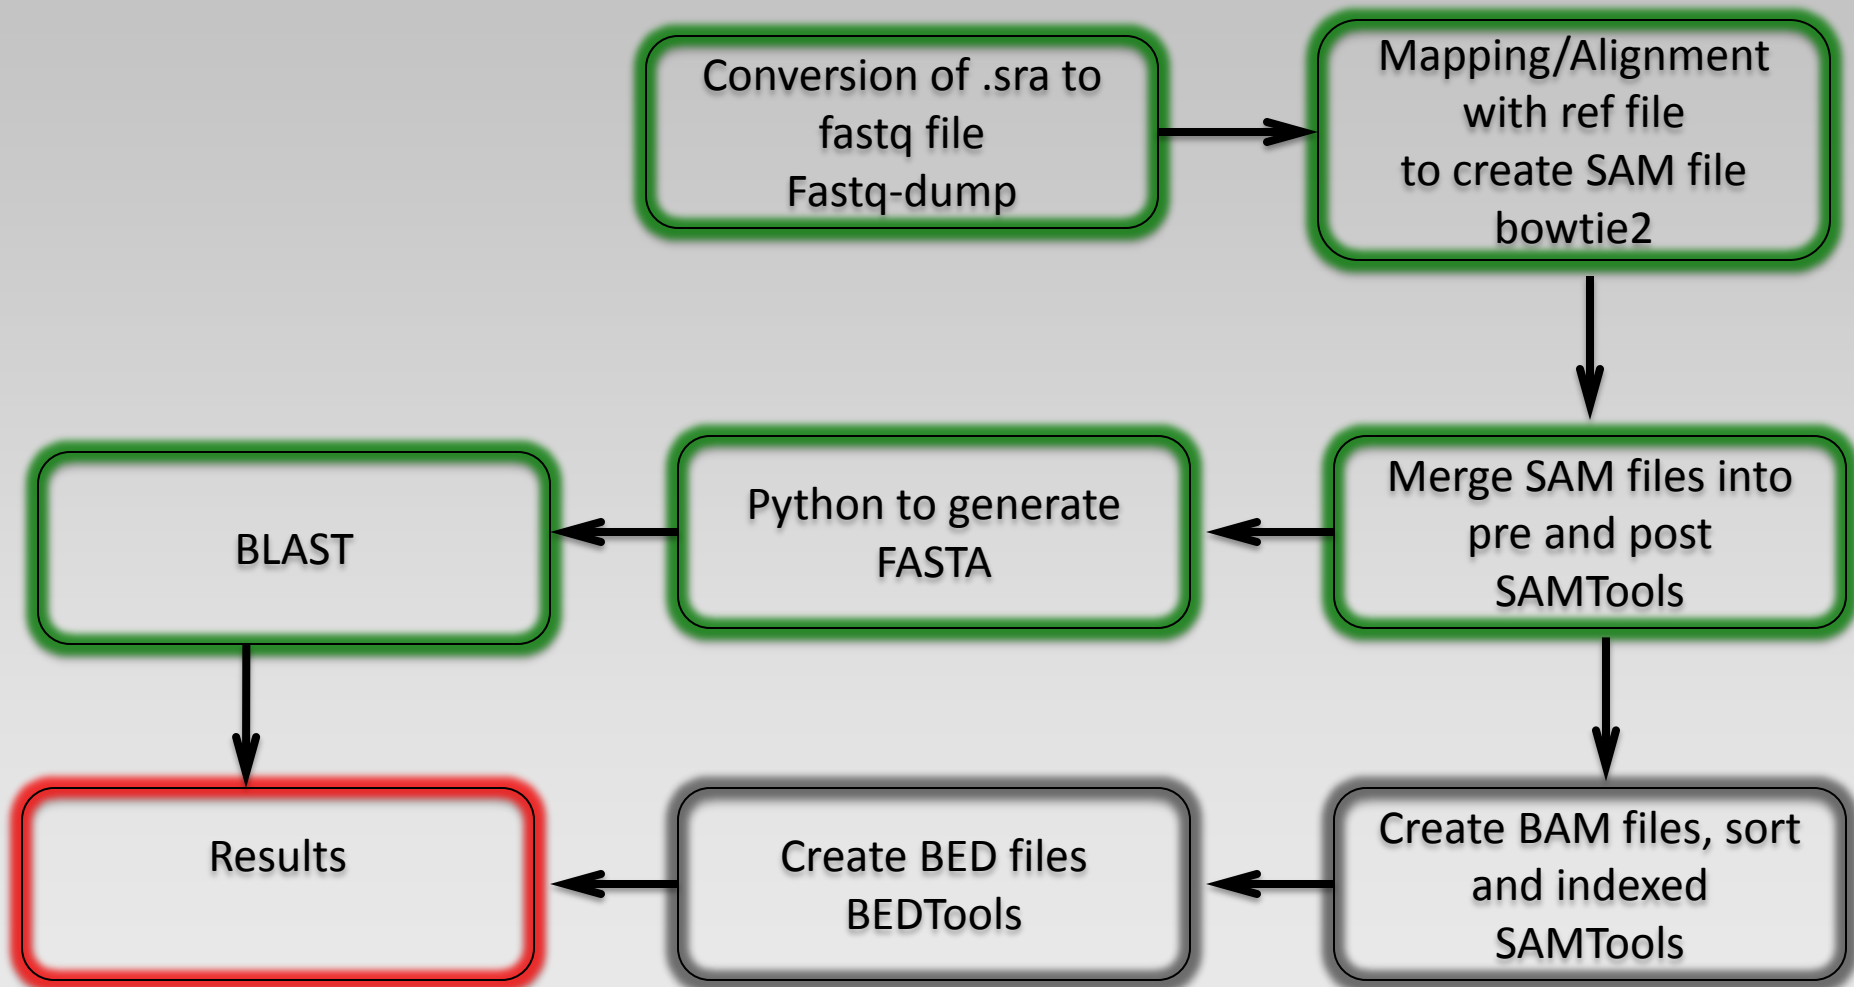 Conversion of .sra to
fastq file
Fastq-dump
Mapping/Alignment
with ref file
to create SAM file
bowtie2
Merge SAM files into
pre and post
SAMTools
Python to generate
FASTA
BLAST
Create BAM files, sort
and indexed
SAMTools
Create BED files
BEDTools
Results